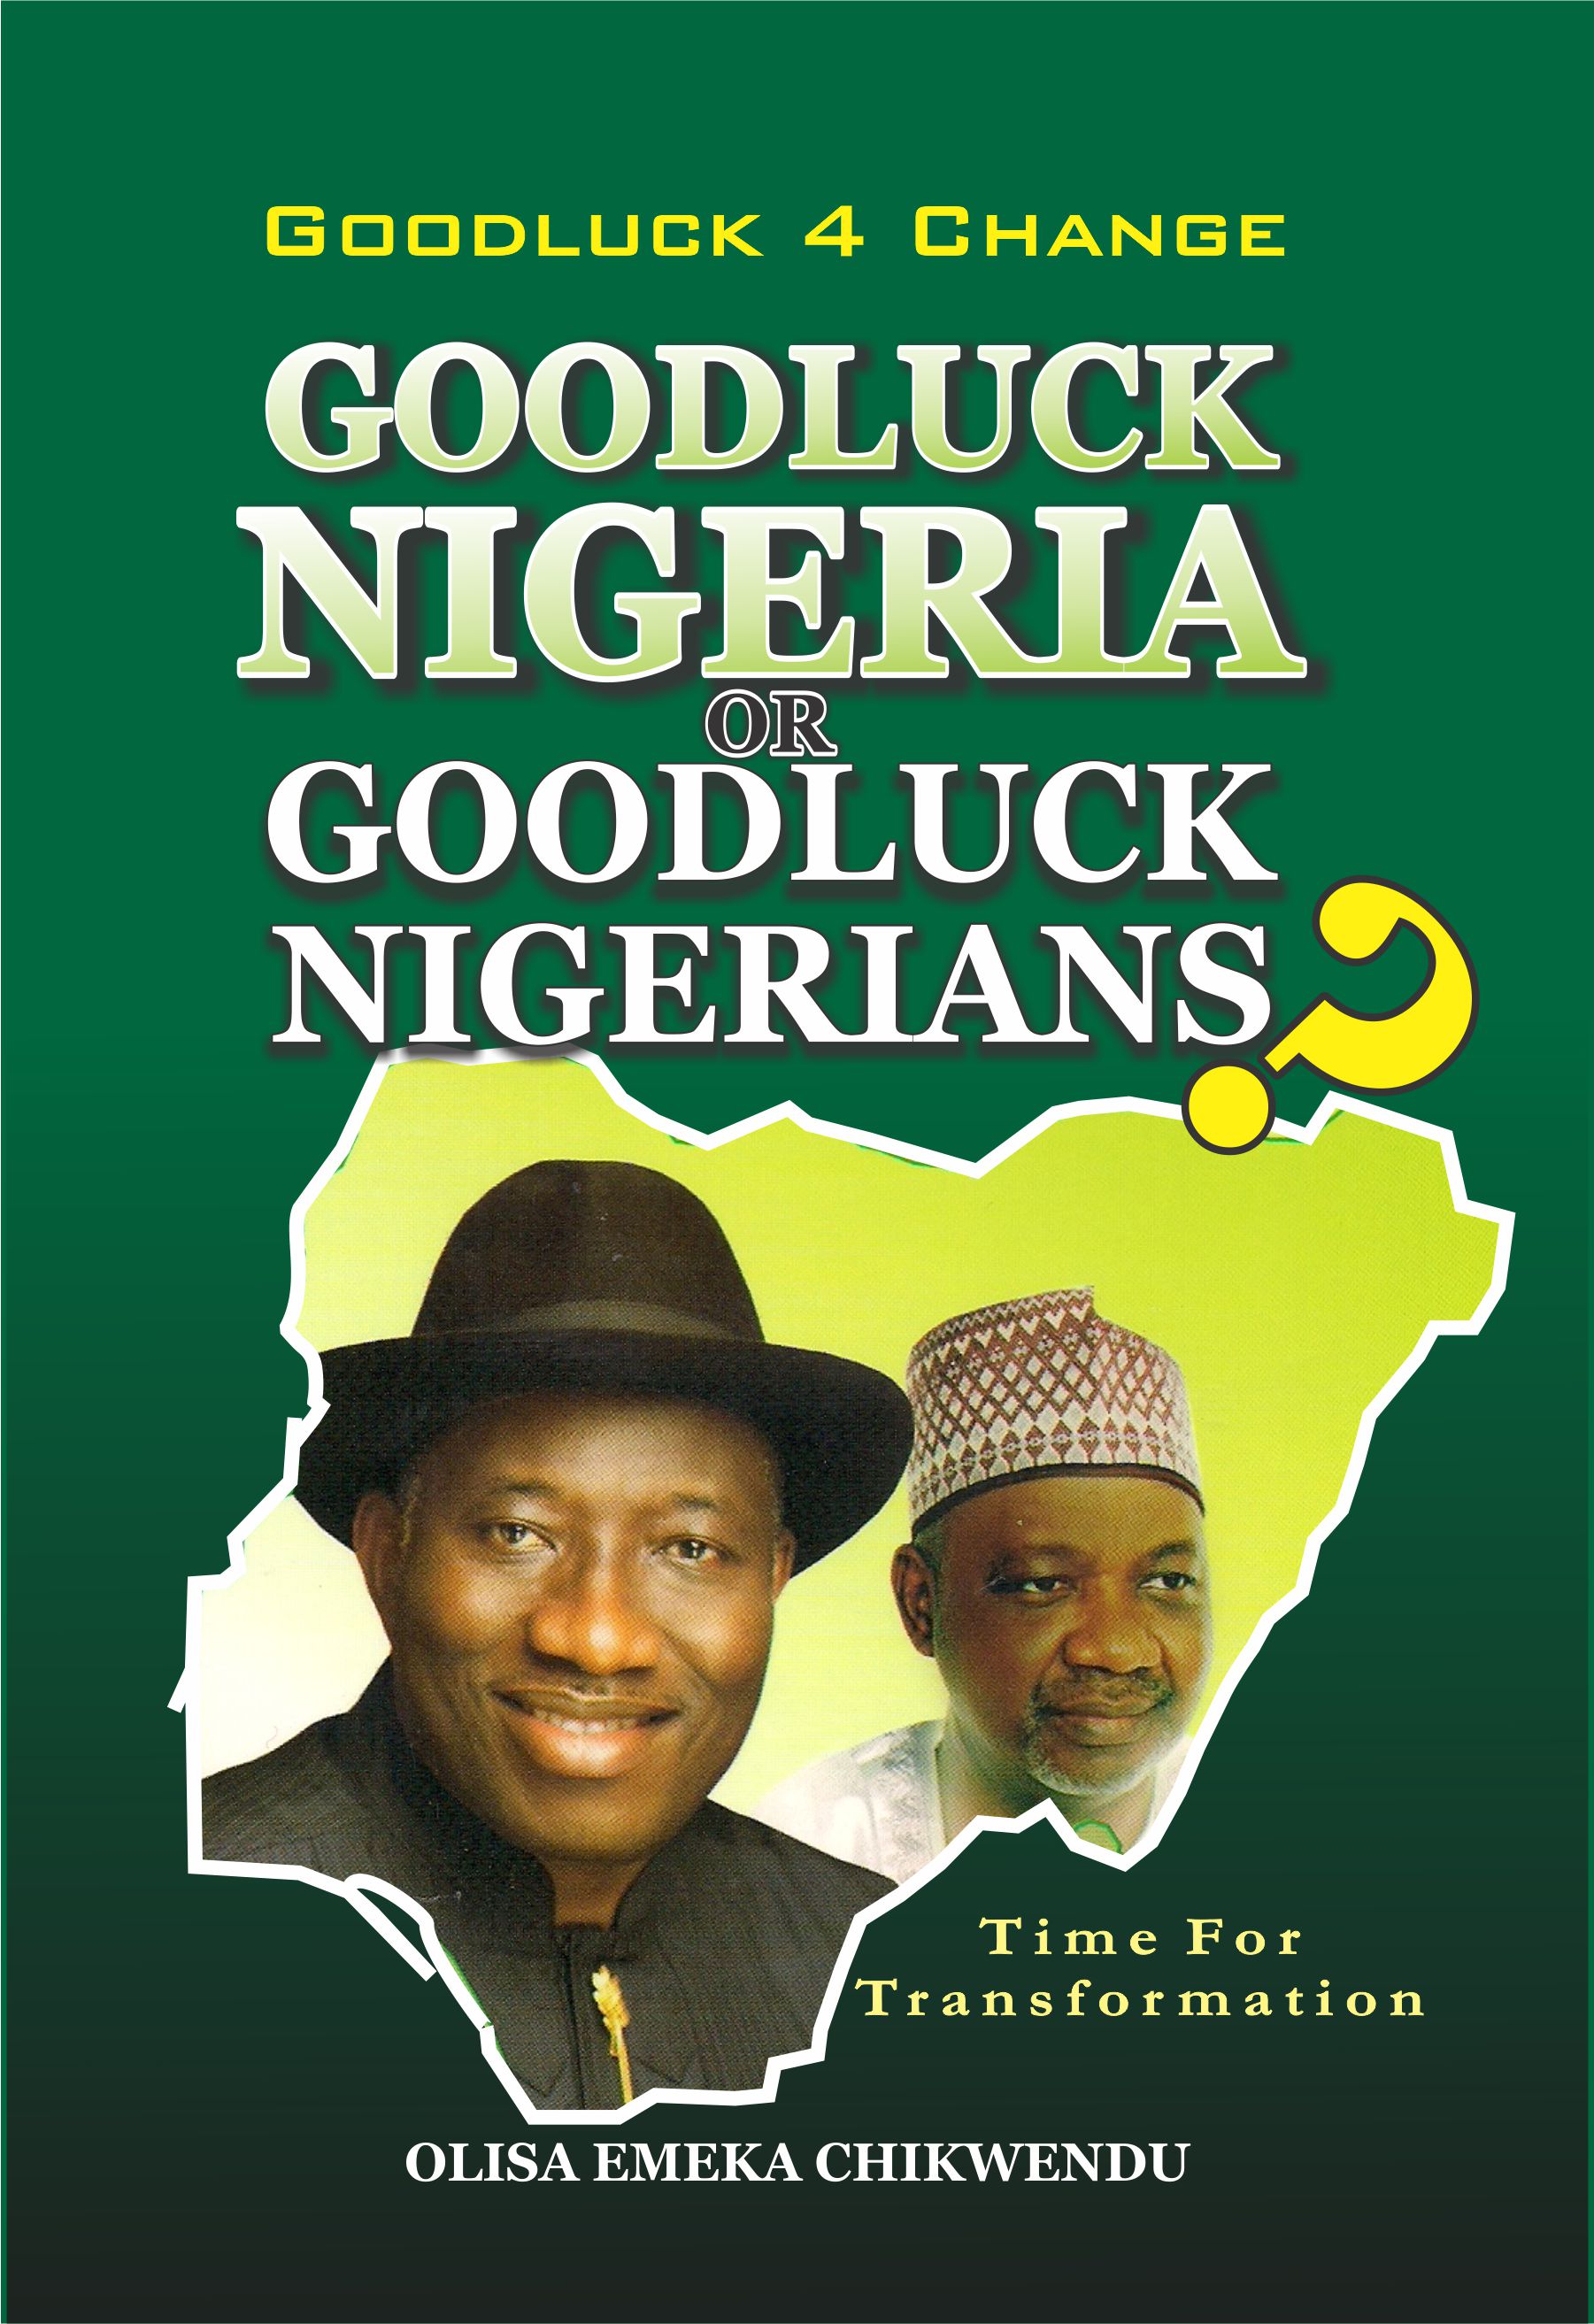 GOODLUCK 4 CHANGE
GOODLUCK
NIGERIA
OR
GOODLUCK
NIGERIANS?
Time For
Transformation
OLISA EMEKA CHIKWENDU